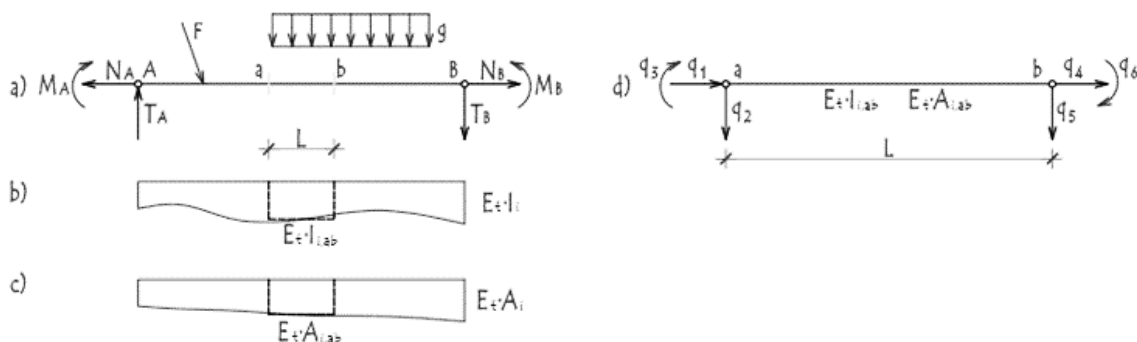 F g
a) M_A N_A A a b B N_B M_B
T_A T_B
L
b) E_t·I_i
E_t·I_i,ab
c) E_t·A_i
E_t·A_i,ab
d) q_3 q_1 a b q_4 q_6
q_2 E_t·I_i,ab E_t·A_i,ab q_5
L